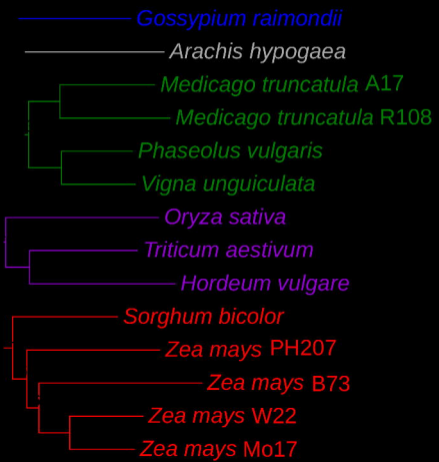 Gossypium raimondii
Arachis hypogaea
Medicago truncatula A17
Medicago truncatula R108
Phaseolus vulgaris
Vigna unguiculata
Oryza sativa
Triticum aestivum
Hordeum vulgare
Sorghum bicolor
Zea mays PH207
Zea mays B73
Zea mays W22
Zea mays Mo17